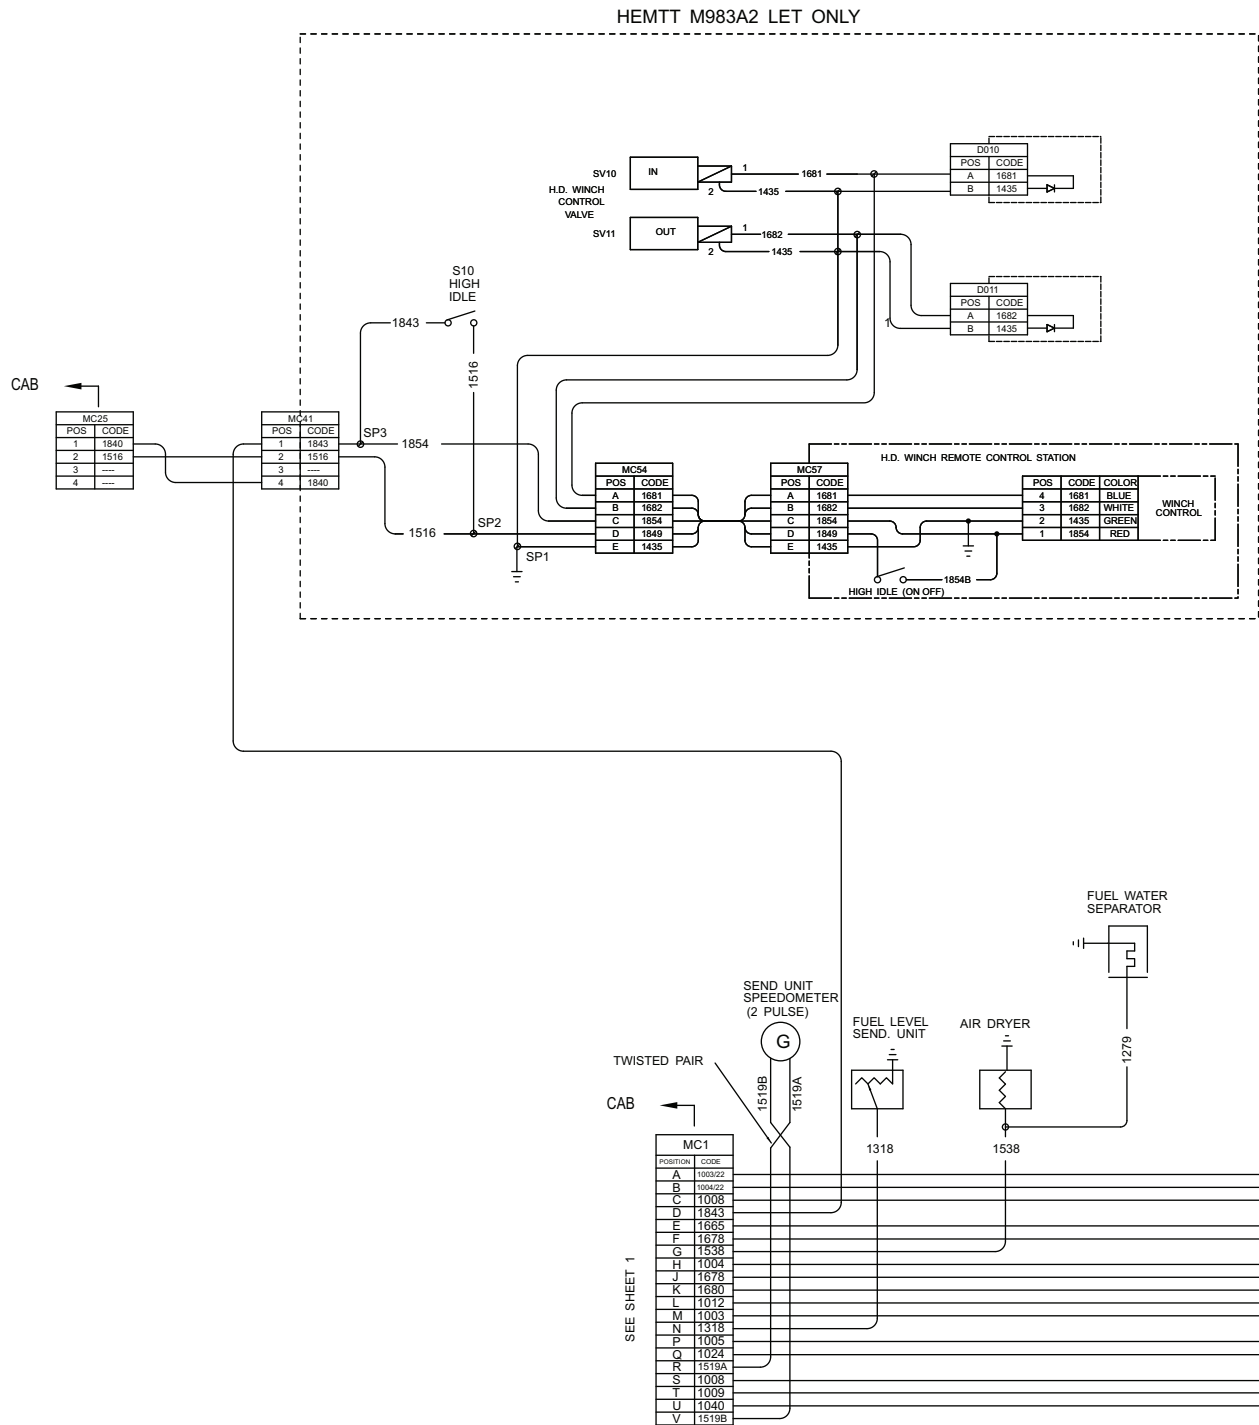 HEMTT M983A2 LET ONLY
D010
POS CODE
A 1681
B 1435
SV10
IN
1
1681
2
1435
H.D. WINCH
CONTROL
VALVE
SV11
OUT
1
1682
2
1435
S10
HIGH
IDLE
D011
POS CODE
A 1682
B 1435
1
1843
1516
CAB
MC25
POS CODE
1 1840
2 1516
3 ----
4 ----
MC41
POS CODE
1 1843
2 1516
3 ----
4 1840
SP3
1854
1516
SP2
SP1
MC54
POS CODE
A 1681
B 1682
C 1854
D 1849
E 1435
MC57
POS CODE
A 1681
B 1682
C 1854
D 1849
E 1435
H.D. WINCH REMOTE CONTROL STATION
POS CODE COLOR
4 1681 BLUE
3 1682 WHITE
2 1435 GREEN
1 1854 RED
WINCH
CONTROL
1854B
HIGH IDLE (ON OFF)
FUEL WATER
SEPARATOR
1279
SEND UNIT
SPEEDOMETER
(2 PULSE)
G
FUEL LEVEL
SEND. UNIT
AIR DRYER
TWISTED PAIR
1519B
1519A
1318
1538
CAB
MC1
POSITION CODE
A 1003/22
B 1004/22
C 1008
D 1843
E 1665
F 1678
G 1538
H 1004
J 1678
K 1680
L 1012
M 1003
N 1318
P 1005
Q 1024
R 1519A
S 1008
T 1009
U 1040
V 1519B
SEE SHEET 1